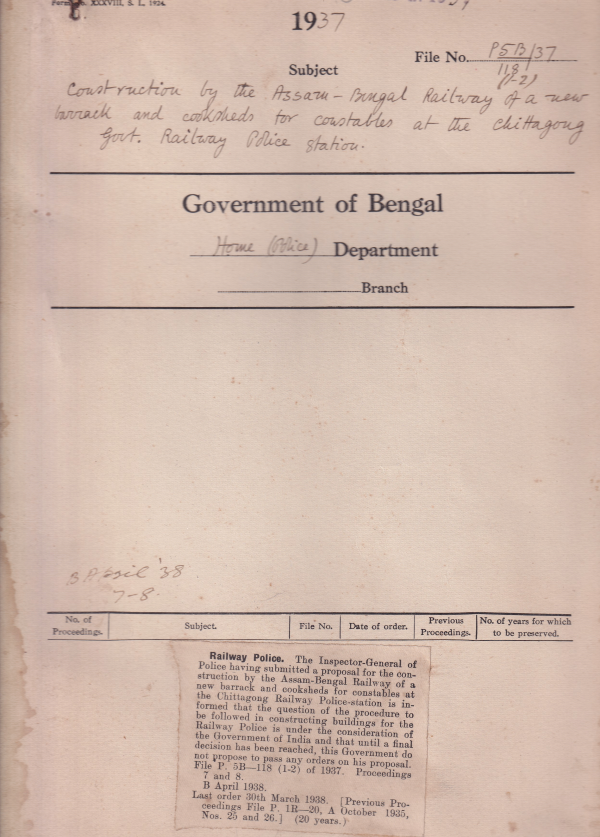 XXXVIII, S. L, 1924.
1937
File No. P5B/37
118
(1-2)
Subject
Construction by the Assam-Bengal Railway of a new
barrack and cooksheds for constables at the Chittagong
Govt. Railway Police station.
Government of Bengal
Home (Police) Department
Branch
B April '38
7-8.
No. of Proceedings. Subject. File No. Date of order. Previous Proceedings. No. of years for which to be preserved.
Railway Police. The Inspector-General of
Police having submitted a proposal for the con-
struction by the Assam-Bengal Railway of a
new barrack and cooksheds for constables at
the Chittagong Railway Police-station is in-
formed that the question of the procedure to
be followed in constructing buildings for the
Railway Police is under the consideration of
the Government of India and that until a final
decision has been reached, this Government do
not propose to pass any orders on his proposal.
File P. 5B—118 (1-2) of 1937. Proceedings
7 and 8.
B April 1938.
Last order 30th March 1938. [Previous Pro-
ceedings File P. 1R—20, A October 1935,
Nos. 25 and 26.] (20 years.)